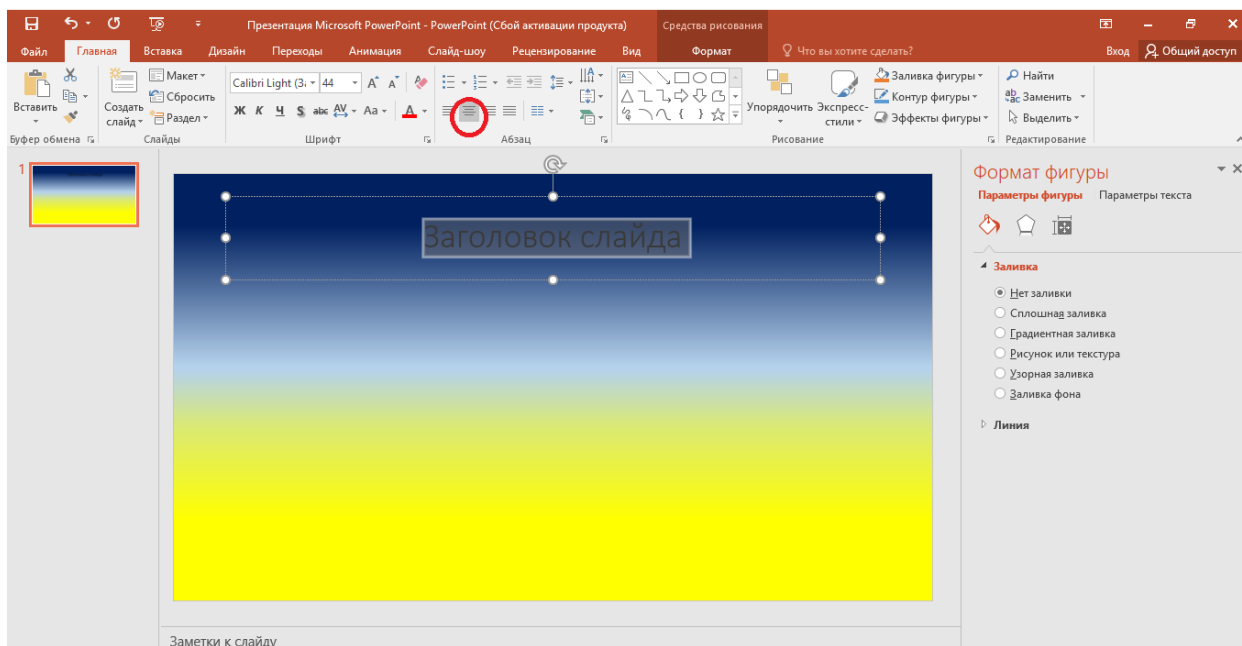 Презентация Microsoft PowerPoint - PowerPoint (Сбой активации продукта)
Средства рисования
Файл Главная Вставка Дизайн Переходы Анимация Слайд-шоу Рецензирование Вид Формат Что вы хотите сделать? Вход Общий доступ
Вставить
Создать слайд
Макет
Сбросить
Раздел
Calibri Light (З 44
Ж К Ч S abc AV Aa A
Упорядочить
Экспресс-стили
Заливка фигуры
Контур фигуры
Эффекты фигуры
Найти
Заменить
Выделить
Буфер обмена Слайды Шрифт Абзац Рисование Редактирование
1
Заголовок слайда
Заметки к слайду
Формат фигуры
Параметры фигуры Параметры текста
Заливка
Нет заливки
Сплошная заливка
Градиентная заливка
Рисунок или текстура
Узорная заливка
Заливка фона
Линия